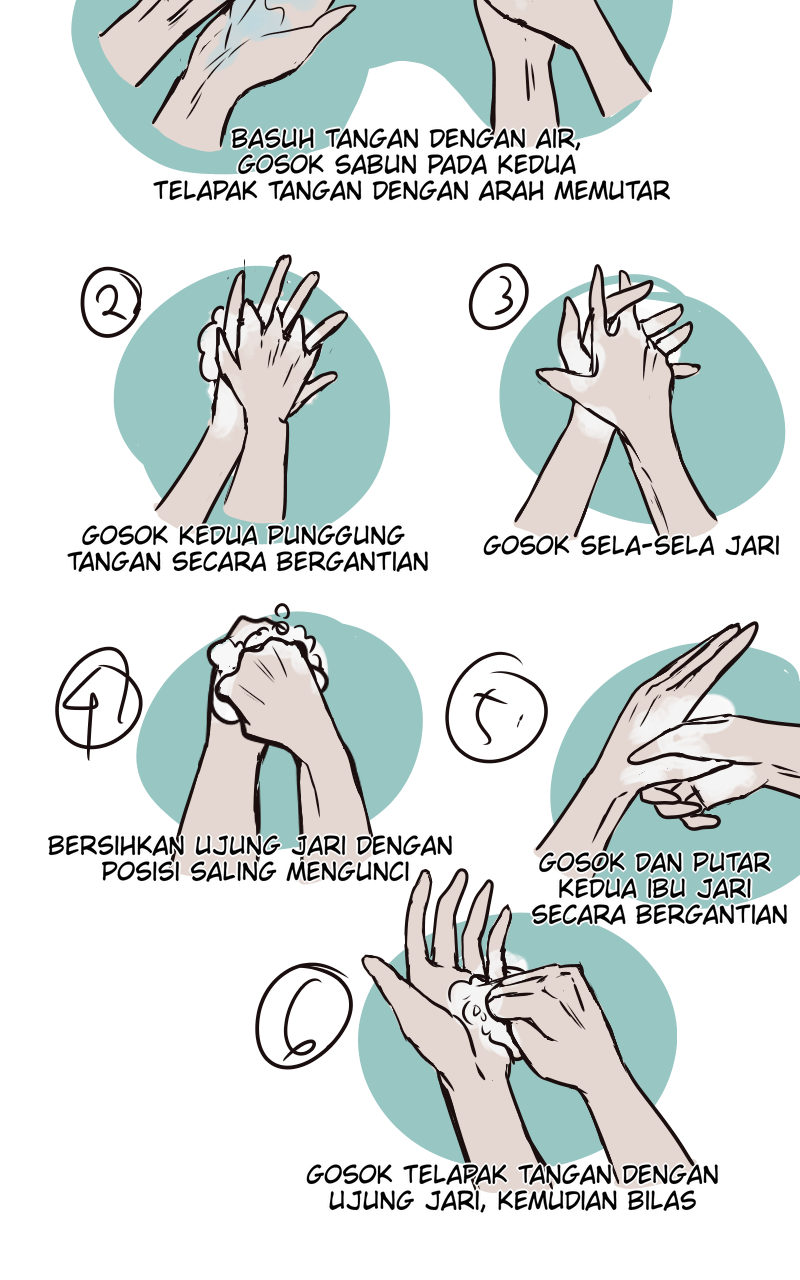 BASUH TANGAN DENGAN AIR,
GOSOK SABUN PADA KEDUA
TELAPAK TANGAN DENGAN ARAH MEMUTAR
2
GOSOK KEDUA PUNGGUNG
TANGAN SECARA BERGANTIAN
3
GOSOK SELA-SELA JARI
4
BERSIHKAN UJUNG JARI DENGAN
POSISI SALING MENGUNCI
5
GOSOK DAN PUTAR
KEDUA IBU JARI
SECARA BERGANTIAN
6
GOSOK TELAPAK TANGAN DENGAN
UJUNG JARI, KEMUDIAN BILAS